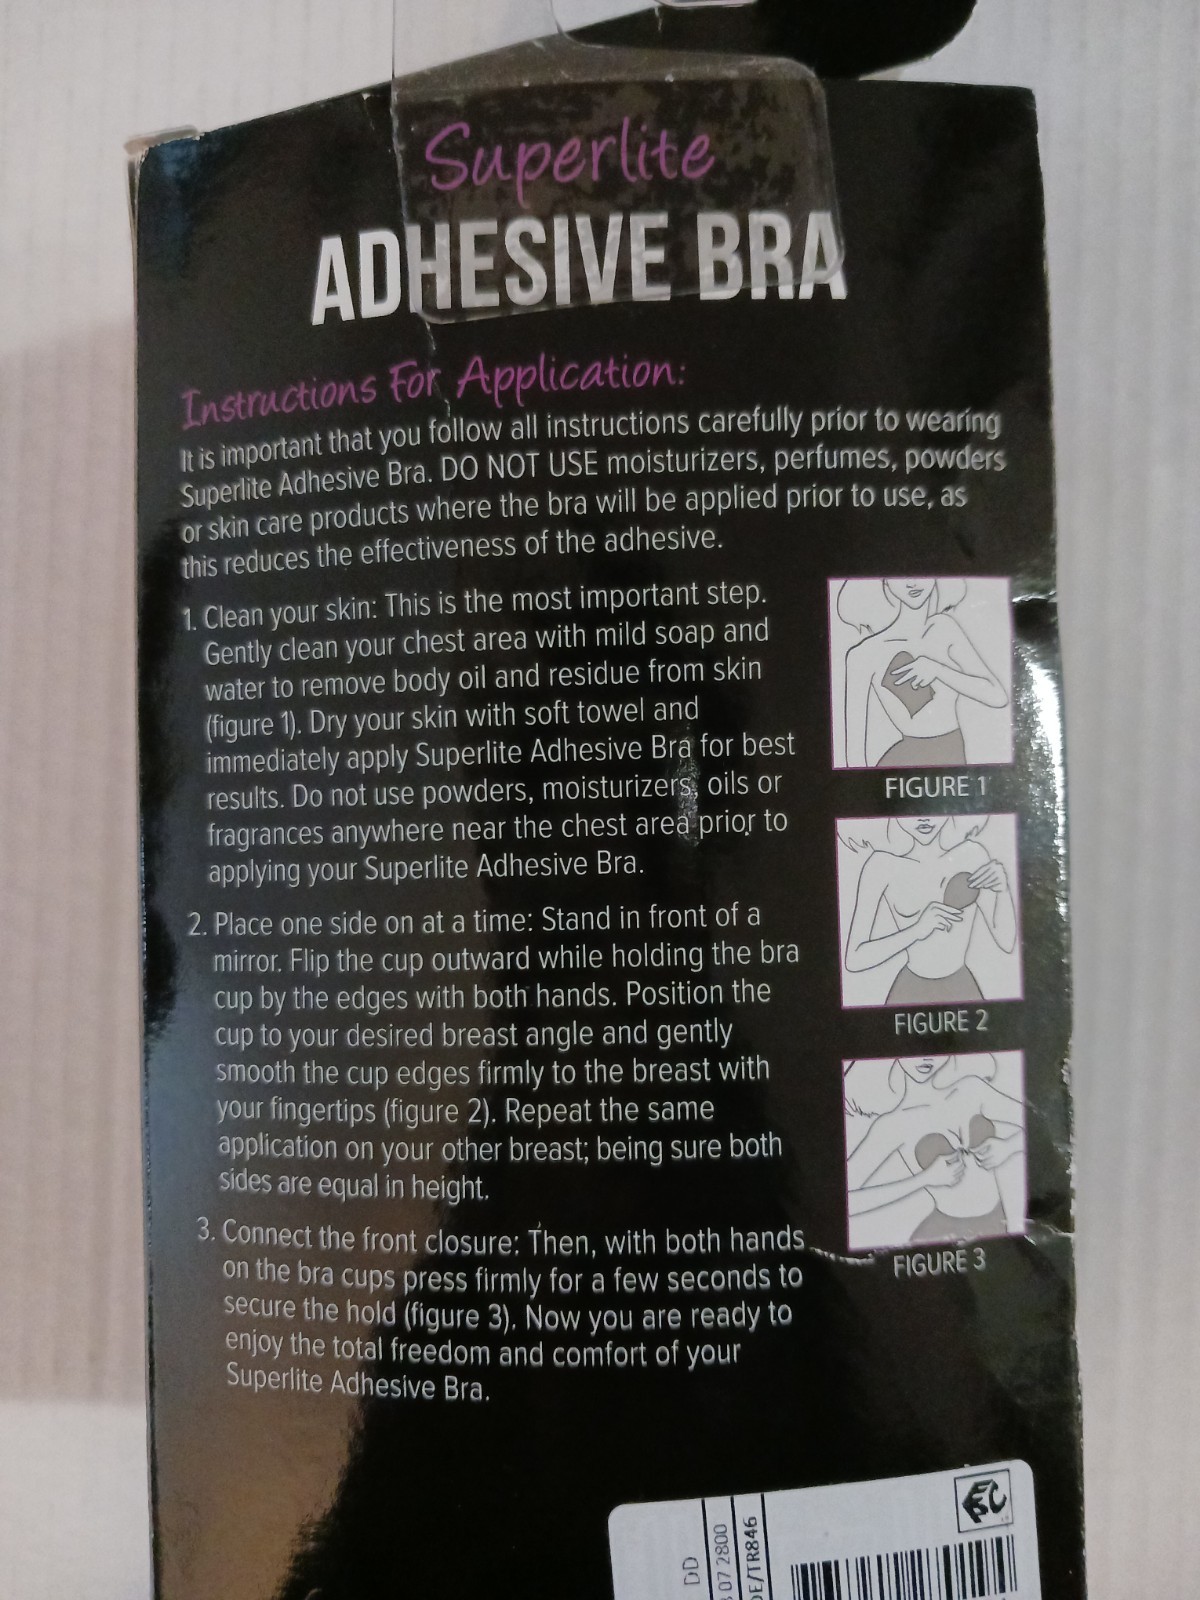 Superlite
ADHESIVE BRA
Instructions For Application:
It is important that you follow all instructions carefully prior to wearing
Superlite Adhesive Bra. DO NOT USE moisturizers, perfumes, powders
or skin care products where the bra will be applied prior to use, as
this reduces the effectiveness of the adhesive.
1. Clean your skin: This is the most important step.
Gently clean your chest area with mild soap and
water to remove body oil and residue from skin
(figure 1). Dry your skin with soft towel and
immediately apply Superlite Adhesive Bra for best
results. Do not use powders, moisturizers, oils or
fragrances anywhere near the chest area prior to
applying your Superlite Adhesive Bra.
FIGURE 1
2. Place one side on at a time: Stand in front of a
mirror. Flip the cup outward while holding the bra
cup by the edges with both hands. Position the
cup to your desired breast angle and gently
smooth the cup edges firmly to the breast with
your fingertips (figure 2). Repeat the same
application on your other breast; being sure both
sides are equal in height.
FIGURE 2
3. Connect the front closure: Then, with both hands
on the bra cups press firmly for a few seconds to
secure the hold (figure 3). Now you are ready to
enjoy the total freedom and comfort of your
Superlite Adhesive Bra.
FIGURE 3
DD
07 2800
DE/TR846